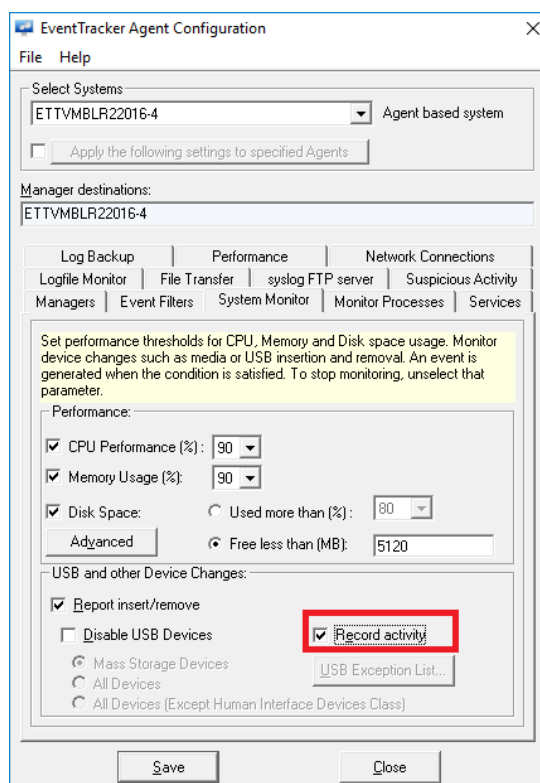 EventTracker Agent Configuration
File Help
Select Systems
ETTVMBLR22016-4 Agent based system
Apply the following settings to specified Agents
Manager destinations:
ETTVMBLR22016-4
Log Backup Performance Network Connections
Logfile Monitor File Transfer syslog FTP server Suspicious Activity
Managers Event Filters System Monitor Monitor Processes Services
Set performance thresholds for CPU, Memory and Disk space usage. Monitor
device changes such as media or USB insertion and removal. An event is
generated when the condition is satisfied. To stop monitoring, unselect that
parameter.
Performance:
CPU Performance (%) : 90
Memory Usage (%): 90
Disk Space: Used more than (%) : 80
Advanced Free less than (MB): 5120
USB and other Device Changes:
Report insert/remove
Disable USB Devices Record activity
Mass Storage Devices USB Exception List...
All Devices
All Devices (Except Human Interface Devices Class)
Save Close